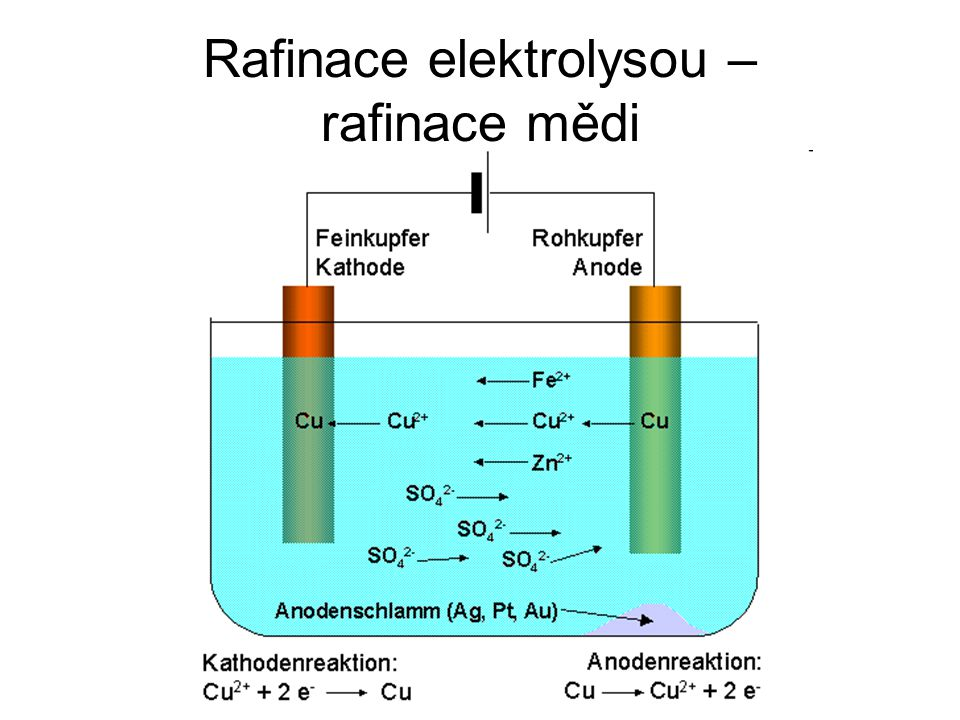 Rafinace elektrolysou –
rafinace mědi
-
Feinkupfer
Kathode
Rohkupfer
Anode
Fe²⁺
Cu
Cu²⁺
Cu²⁺
Cu
Zn²⁺
SO₄²⁻
SO₄²⁻
SO₄²⁻
SO₄²⁻
Anodenschlamm (Ag, Pt, Au)
Kathodenreaktion:
Cu²⁺ + 2 e⁻ → Cu
Anodenreaktion:
Cu → Cu²⁺ + 2 e⁻